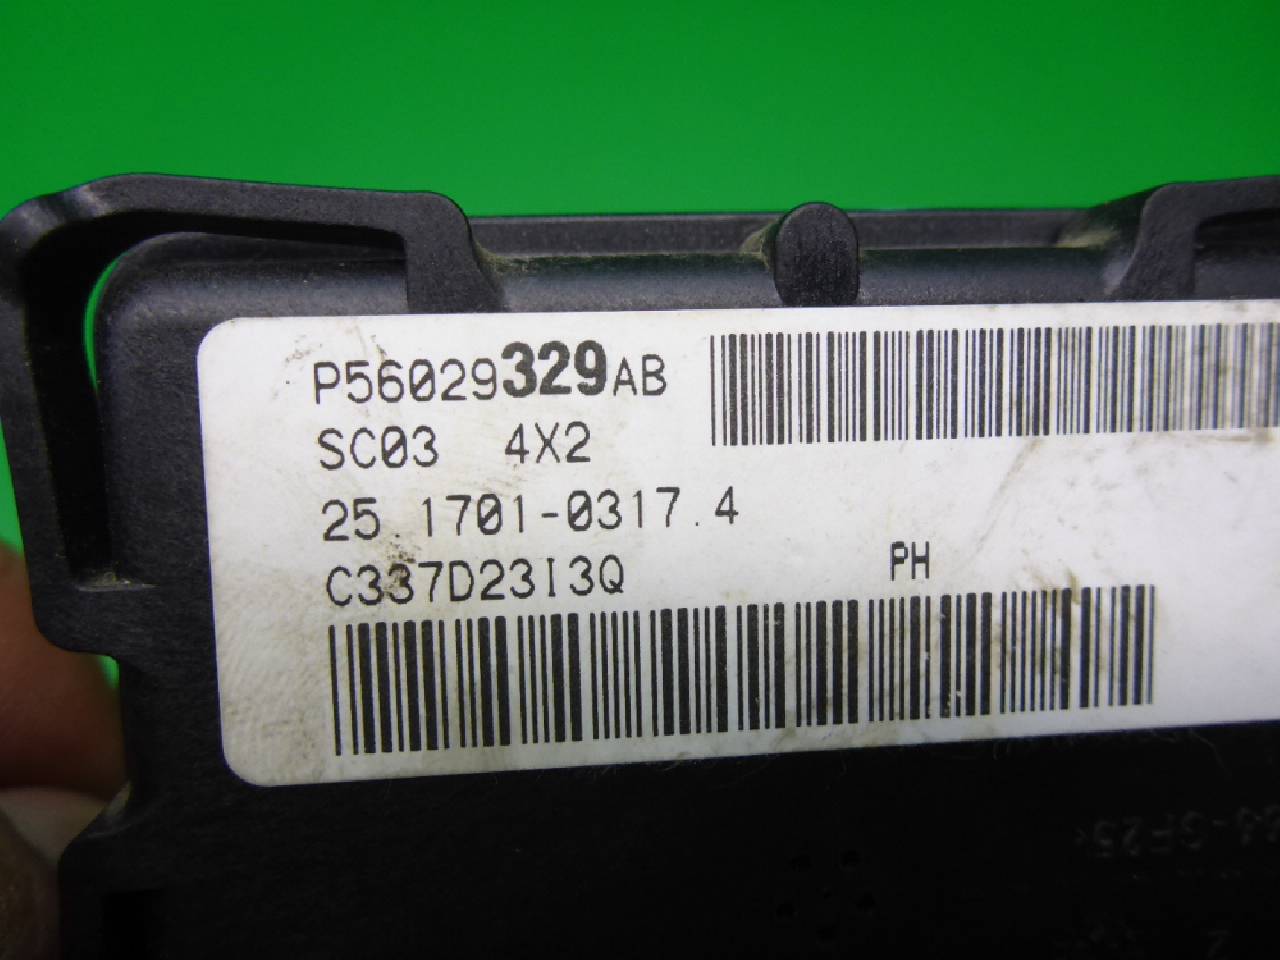 P56029329AB
SC03 4X2
25.1701-0317.4
C337D23I3Q PH